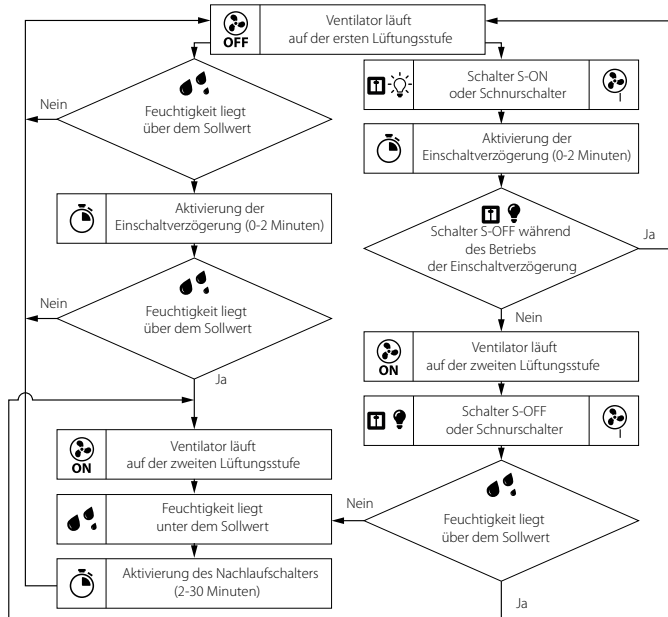 OFF
Ventilator läuft
auf der ersten Lüftungsstufe
Nein
Feuchtigkeit liegt
über dem Sollwert
Aktivierung der
Einschaltverzögerung (0-2 Minuten)
Nein
Feuchtigkeit liegt
über dem Sollwert
Ja
ON
Ventilator läuft
auf der zweiten Lüftungsstufe
Feuchtigkeit liegt
unter dem Sollwert
Aktivierung des Nachlaufschalters
(2-30 Minuten)
Schalter S-ON
oder Schnurschalter
Aktivierung der
Einschaltverzögerung (0-2 Minuten)
Schalter S-OFF während
des Betriebs
der Einschaltverzögerung
Ja
Nein
ON
Ventilator läuft
auf der zweiten Lüftungsstufe
Schalter S-OFF
oder Schnurschalter
Nein
Feuchtigkeit liegt
über dem Sollwert
Ja